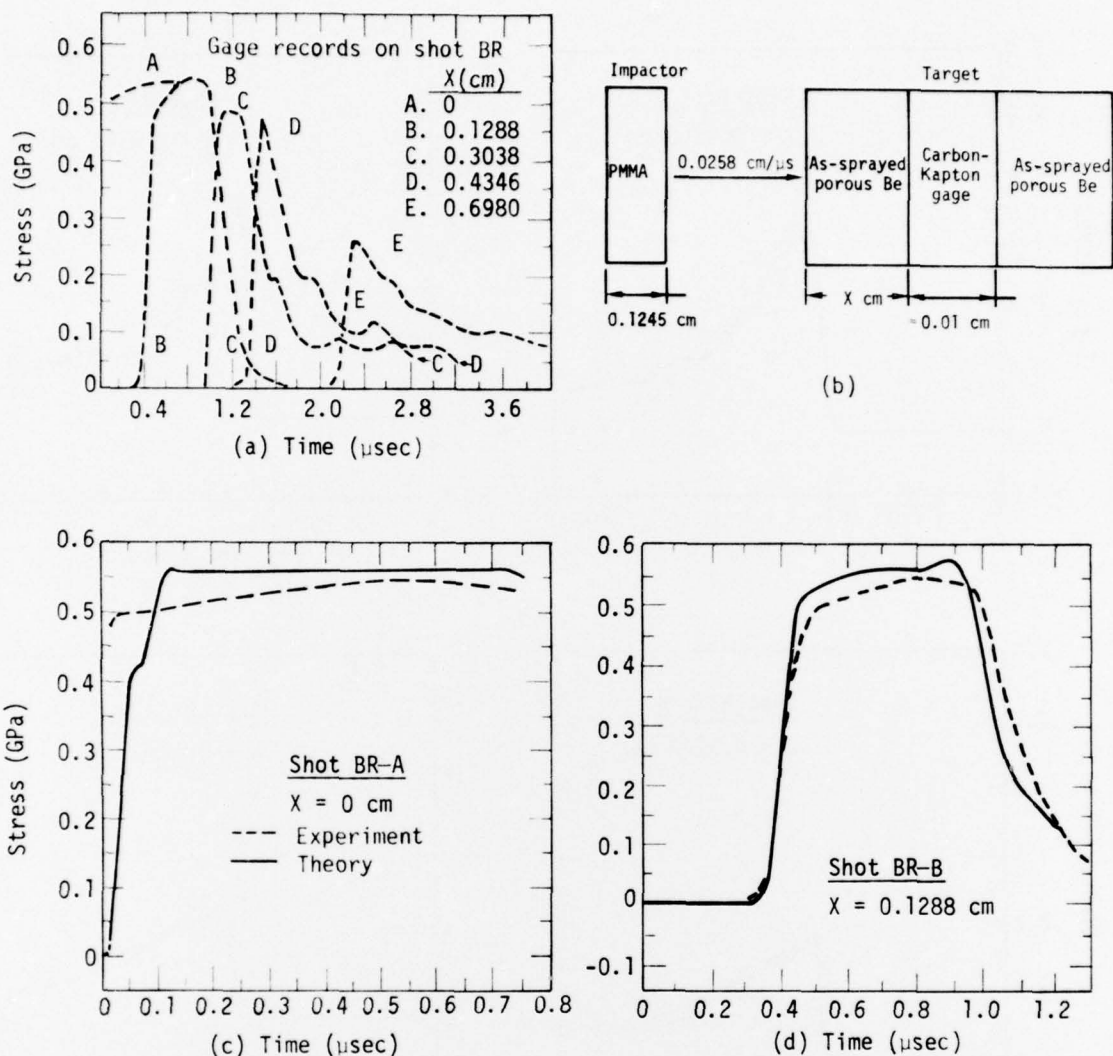 Gage records on shot BR
X(cm)
A. 0
B. 0.1288
C. 0.3038
D. 0.4346
E. 0.6980
A
B
C
D
E
B
C
D
E
C
D
0.6
0.5
0.4
0.3
0.2
0.1
0
Stress (GPa)
0.4
1.2
2.0
2.8
3.6
(a) Time (μsec)
Impactor
Target
PMMA
0.0258 cm/μs
As-sprayed
porous Be
Carbon-
Kapton
gage
As-sprayed
porous Be
0.1245 cm
X cm
0.01 cm
(b)
0.6
0.5
0.4
0.3
0.2
0.1
0
Stress (GPa)
Shot BR-A
X = 0 cm
Experiment
Theory
0
0.1
0.2
0.3
0.4
0.5
0.6
0.7
0.8
(c) Time (μsec)
0.6
0.5
0.4
0.3
0.2
0.1
0
-0.1
Shot BR-B
X = 0.1288 cm
0
0.2
0.4
0.6
0.8
1.0
1.2
(d) Time (μsec)